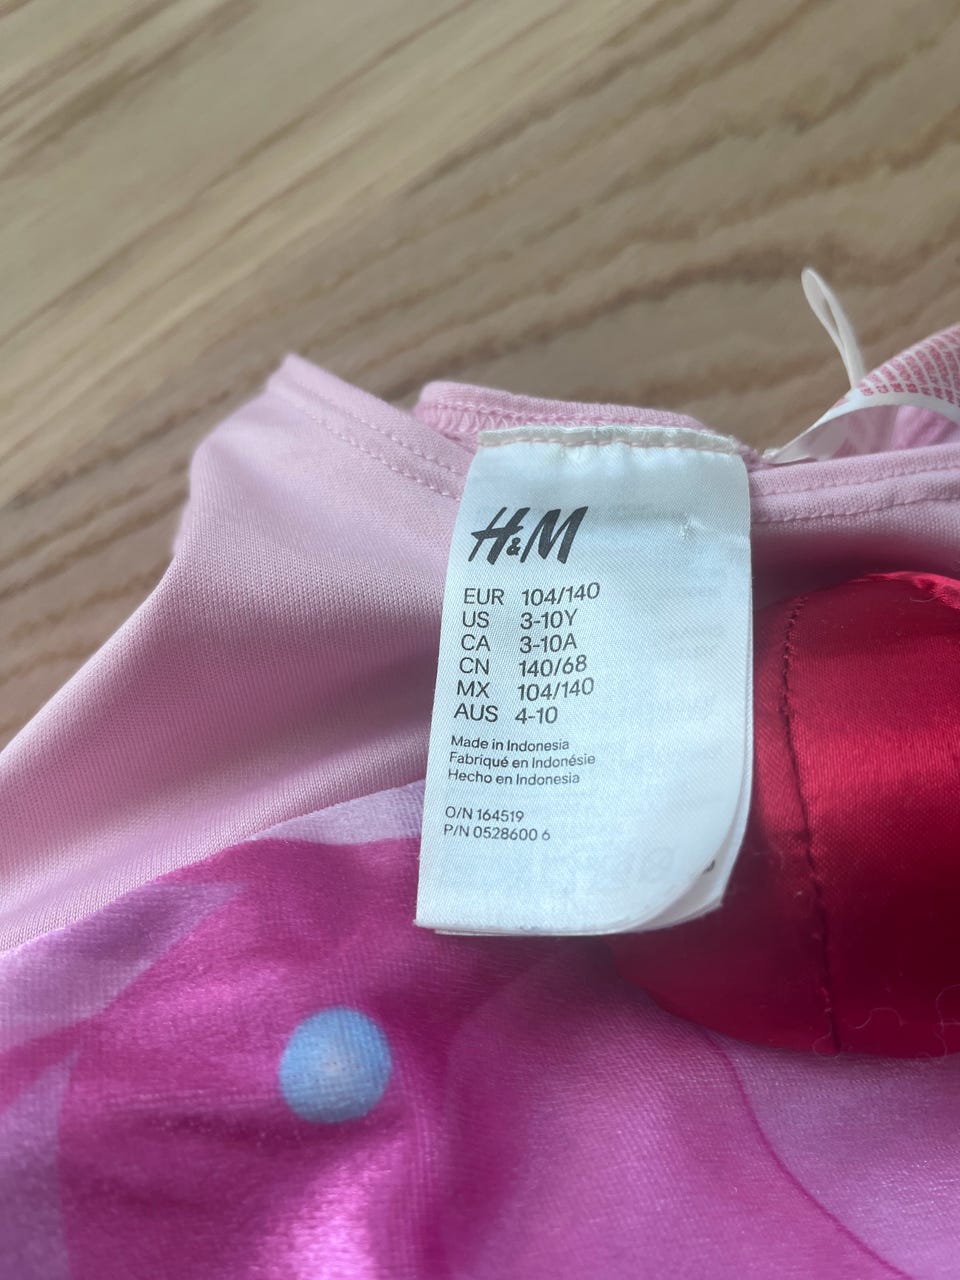 H&M
EUR 104/140
US 3-10Y
CA 3-10A
CN 140/68
MX 104/140
AUS 4-10
Made in Indonesia
Fabriqué en Indonésie
Hecho en Indonesia
O/N 164519
P/N 0528600 6